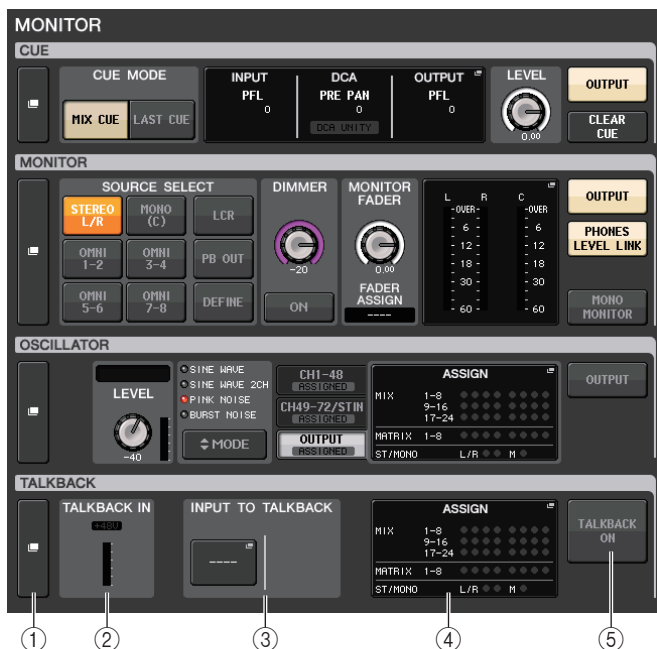 MONITOR
CUE
CUE MODE
MIX CUE
LAST CUE
INPUT
PFL
0
DCA
PRE PAN
0
DCA UNITY
OUTPUT
PFL
0
LEVEL
0.00
OUTPUT
CLEAR
CUE
MONITOR
SOURCE SELECT
STEREO
L/R
MONO
(C)
LCR
OMNI
1-2
OMNI
3-4
PB OUT
OMNI
5-6
OMNI
7-8
DEFINE
DIMMER
-20
ON
MONITOR
FADER
0.00
FADER
ASSIGN
----
L R C
-OVER- -OVER
- 6 - - 6
- 12 - - 12
- 18 - - 18
- 30 - - 30
- 60 - - 60
OUTPUT
PHONES
LEVEL LINK
MONO
MONITOR
OSCILLATOR
LEVEL
-40
SINE WAVE
SINE WAVE 2CH
PINK NOISE
BURST NOISE
MODE
CH1-48
ASSIGNED
CH49-72/STIN
ASSIGNED
OUTPUT
ASSIGNED
ASSIGN
MIX 1-8
9-16
17-24
MATRIX 1-8
ST/MONO L/R M
OUTPUT
TALKBACK
TALKBACK IN
+48V
INPUT TO TALKBACK
----
ASSIGN
MIX 1-8
9-16
17-24
MATRIX 1-8
ST/MONO L/R M
TALKBACK
ON
① ② ③ ④ ⑤